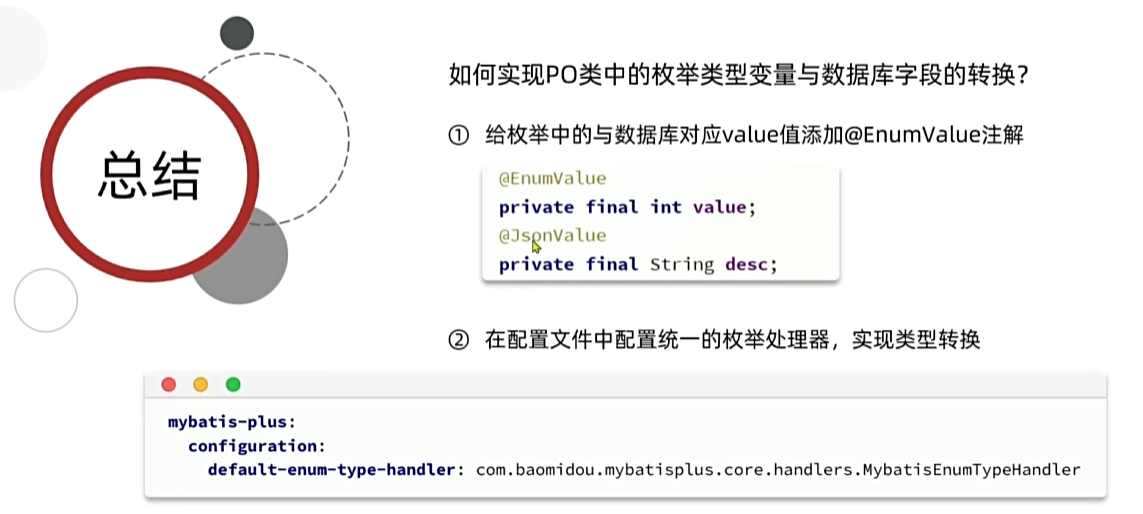 总结
如何实现PO类中的枚举类型变量与数据库字段的转换？
① 给枚举中的与数据库对应value值添加@EnumValue注解
@EnumValue
private final int value;
@JsonValue
private final String desc;
② 在配置文件中配置统一的枚举处理器，实现类型转换
mybatis-plus:
configuration:
default-enum-type-handler: com.baomidou.mybatisplus.core.handlers.MybatisEnumTypeHandler